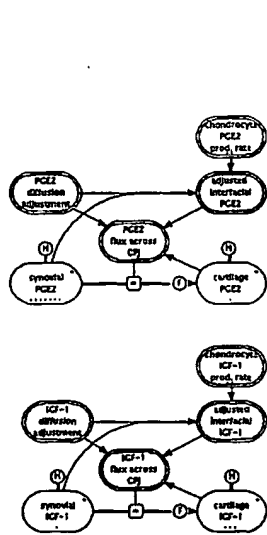 chondrocyte
PGE2
prod. rate
PGE2
diffusion
adjustment
adjusted
interfacial
PGE2
PGE2
flux across
CPJ
M
M
synovial
PGE2
=
f
cartilage
PGE2
chondrocyte
IGF-1
prod. rate
IGF-1
diffusion
adjustment
adjusted
interfacial
IGF-1
IGF-1
flux across
CPJ
M
M
synovial
IGF-1
=
f
cartilage
IGF-1